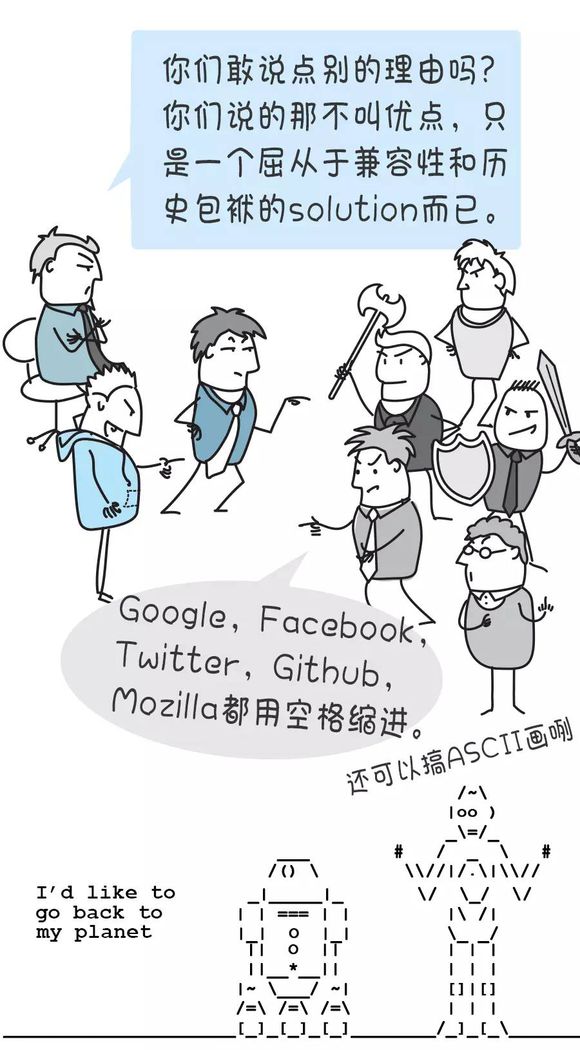 你们敢说点别的理由吗?
你们说的那不叫优点，只
是一个屈从于兼容性和历
史包袱的solution而已。
Google，Facebook，
Twitter，Github，
Mozilla都用空格缩进。
还可以搞ASCII画咧
I'd like to
go back to
my planet